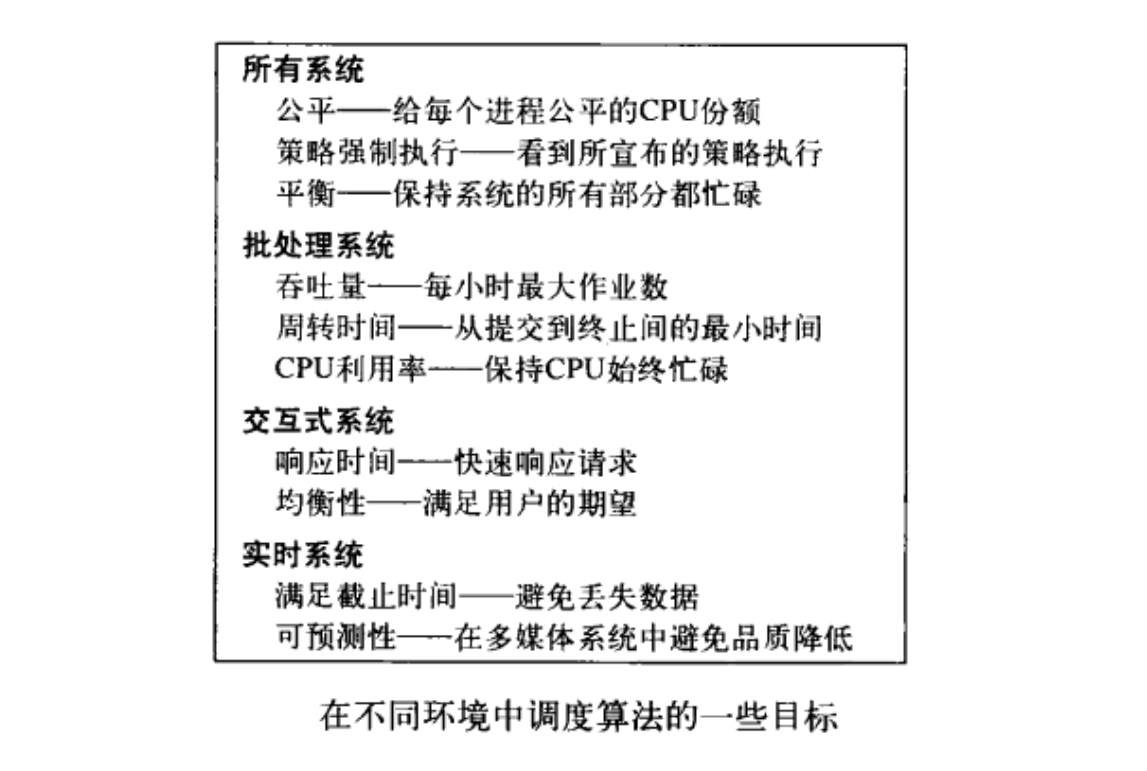 所有系统
公平——给每个进程公平的CPU份额
策略强制执行——看到所宣布的策略执行
平衡——保持系统的所有部分都忙碌
批处理系统
吞吐量——每小时最大作业数
周转时间——从提交到终止间的最小时间
CPU利用率——保持CPU始终忙碌
交互式系统
响应时间——快速响应请求
均衡性——满足用户的期望
实时系统
满足截止时间——避免丢失数据
可预测性——在多媒体系统中避免品质降低
在不同环境中调度算法的一些目标